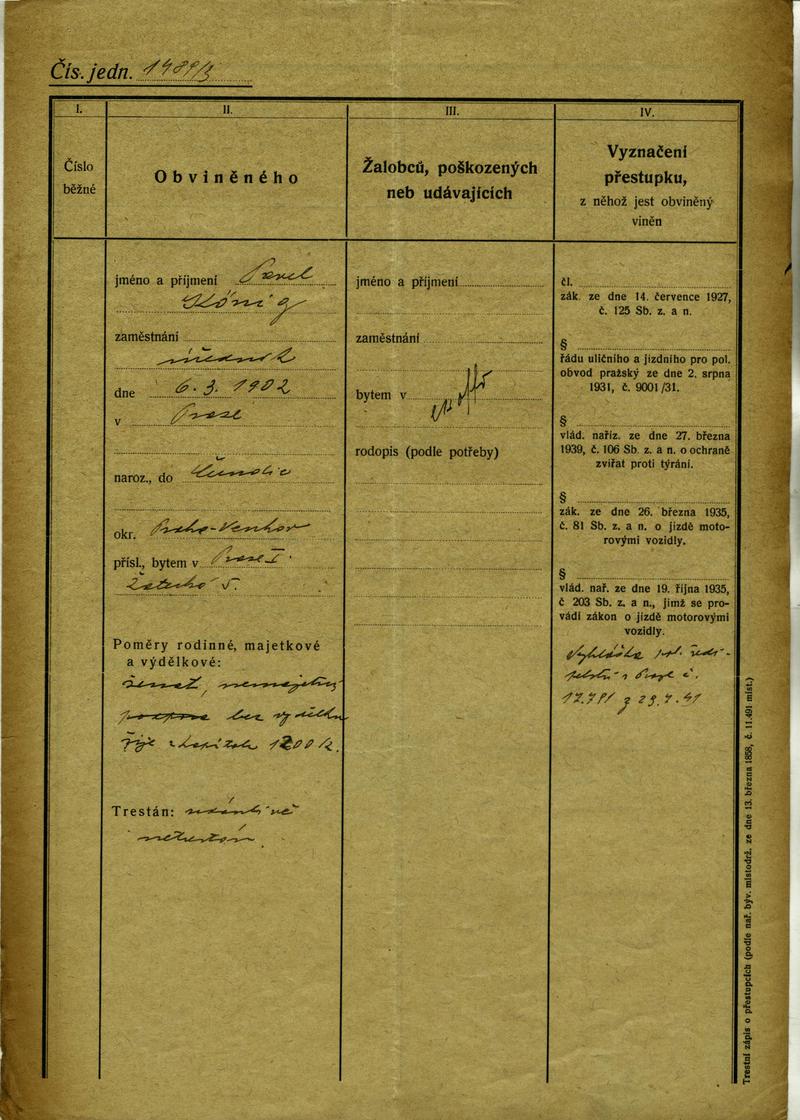 Čís. jedn. 1489/3
I.
Číslo
běžné
II.
Obviněného
III.
Žalobců, poškozených
neb udávajících
IV.
Vyznačení
přestupku,
z něhož jest obviněný
viněn
jméno a příjmení Pavel
König
zaměstnání
úředník
dne 6. 3. 1902
v Praze
naroz., do
okr. Praha-Venkov
přísl., bytem v Praze I
V.
Poměry rodinné, majetkové
a výdělkové:
ženat, nemajetný
bez výdělku
1200 K.
Trestán:
jméno a příjmení
zaměstnání
bytem v
rodopis (podle potřeby)
čl.
zák. ze dne 14. července 1927,
č. 125 Sb. z. a n.
§
řádu uličního a jízdního pro pol.
obvod pražský ze dne 2. srpna
1931, č. 9001/31.
§
vlád. naříz. ze dne 27. března
1939, č. 106 Sb. z. a n. o ochraně
zvířat proti týrání.
§
zák. ze dne 26. března 1935,
č. 81 Sb. z. a n. o jízdě moto-
rovými vozidly.
§
vlád. nař. ze dne 19. října 1935,
č 203 Sb. z. a n., jímž se pro-
vádí zákon o jízdě motorovými
vozidly.
Vyhláška pol. ředi-
telství v Praze č.
z 23. 7. 41
Trestní zápis o přestupcích (podle nař. býv. místodrž. ze dne 13. března 1858, č. 11.491 míst.)